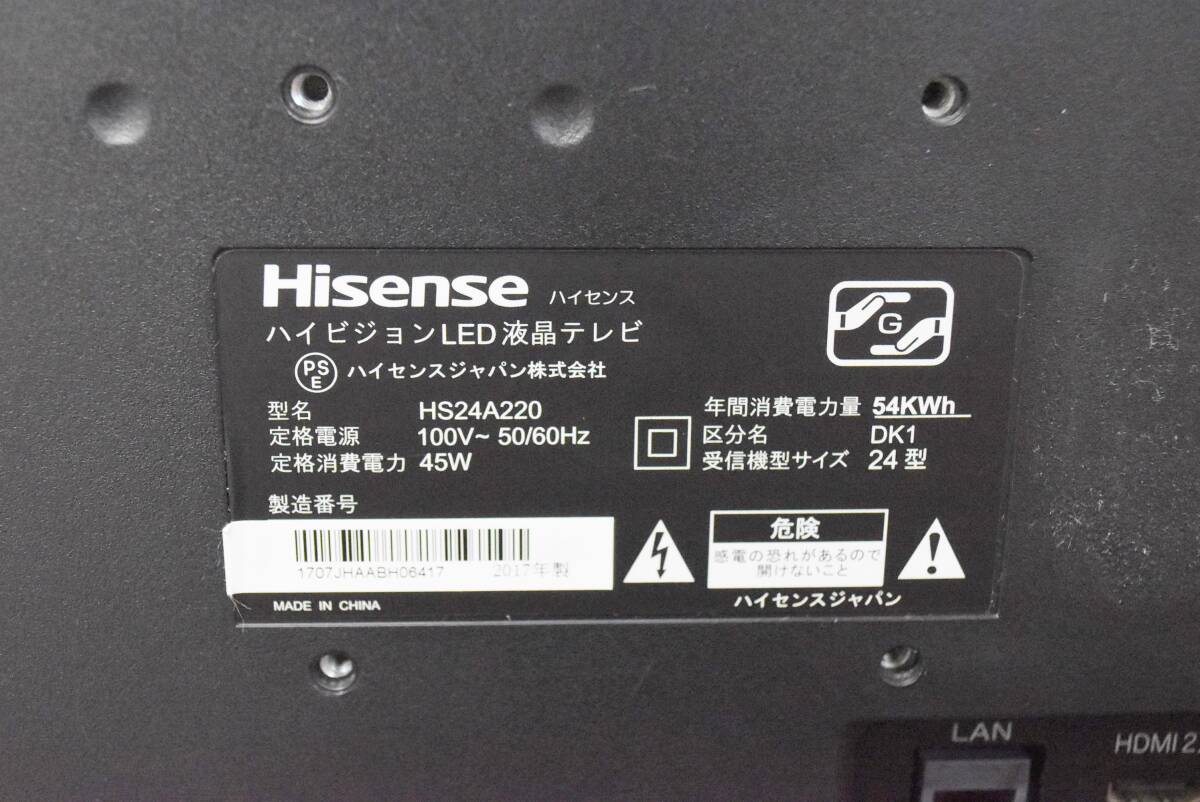 Hisense ハイセンス
ハイビジョンLED液晶テレビ
PSE ハイセンスジャパン株式会社
G
型名 HS24A220
定格電源 100V~ 50/60Hz
定格消費電力 45W
年間消費電力量 54KWh
区分名 DK1
受信機型サイズ 24型
製造番号
1707JHAABH06417 2017年製
MADE IN CHINA
危険
感電の恐れがあるので
開けないこと
ハイセンスジャパン
LAN
HDMI 2